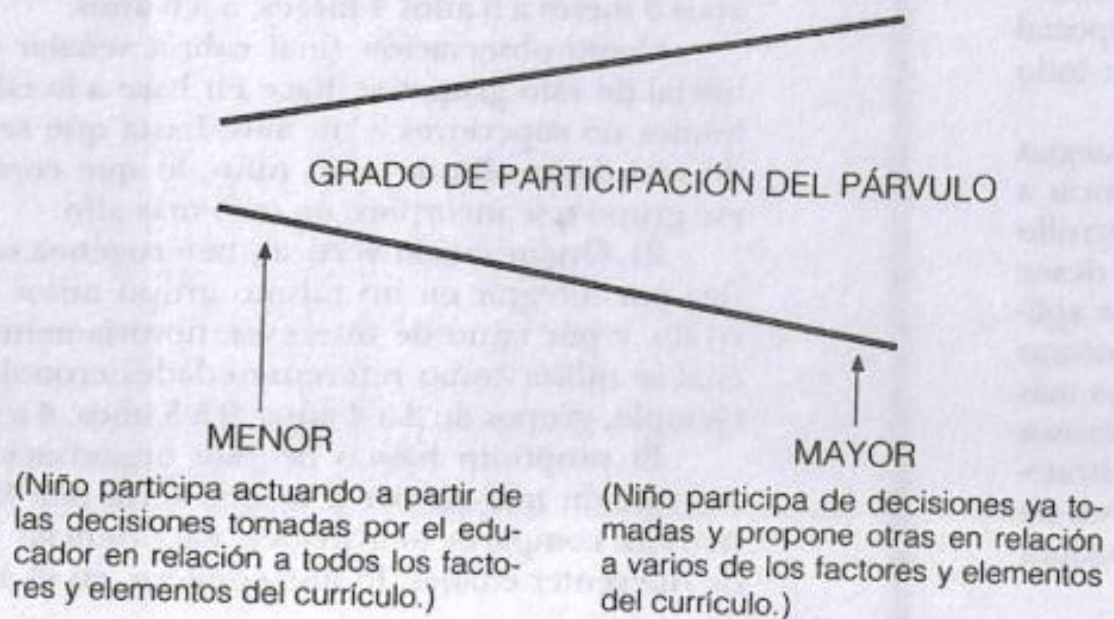 GRADO DE PARTICIPACIÓN DEL PÁRVULO
MENOR
(Niño participa actuando a partir de
las decisiones tomadas por el edu-
cador en relación a todos los facto-
res y elementos del currículo.)
MAYOR
(Niño participa de decisiones ya to-
madas y propone otras en relación
a varios de los factores y elementos
del currículo.)